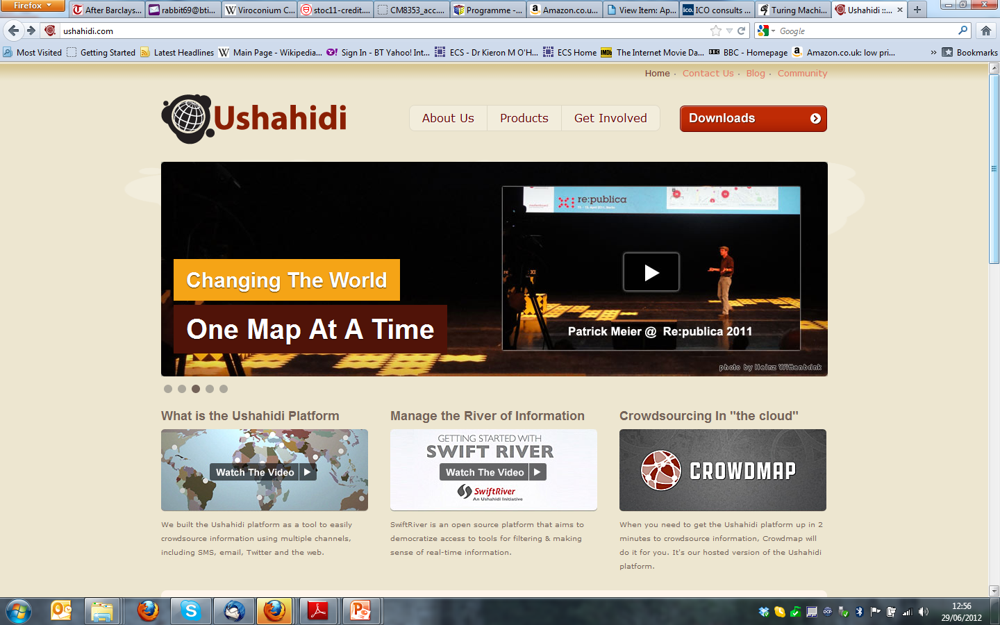 Firefox
After Barclays...
rabbit69@bti...
Viroconium C...
stoc11-credit....
CM8353_acc....
Programme -...
Amazon.co.u...
View Item: Ap...
ico. ICO consults ...
Turing Machi...
Ushahidi ::...
ushahidi.com
Google
Most Visited
Getting Started
Latest Headlines
Main Page - Wikipedia...
Sign In - BT Yahoo! Int...
ECS - Dr Kieron M O'H...
ECS Home
IMDb The Internet Movie Da...
BBC BBC - Homepage
Amazon.co.uk: low pri...
»
Bookmarks
Home · Contact Us · Blog · Community
Ushahidi
About Us
Products
Get Involved
Downloads
re:publica
Changing The World
One Map At A Time
Patrick Meier @ Re:publica 2011
photo by Heinz Wittenbrink
What is the Ushahidi Platform
Watch The Video
We built the Ushahidi platform as a tool to easily
crowdsource information using multiple channels,
including SMS, email, Twitter and the web.
Manage the River of Information
GETTING STARTED WITH
SWIFT RIVER
Watch The Video
SwiftRiver
An Ushahidi Initiative
SwiftRiver is an open source platform that aims to
democratize access to tools for filtering & making
sense of real-time information.
Crowdsourcing In "the cloud"
CROWDMAP
When you need to get the Ushahidi platform up in 2
minutes to crowdsource information, Crowdmap will
do it for you. It's our hosted version of the Ushahidi
platform.
12:56
29/06/2012